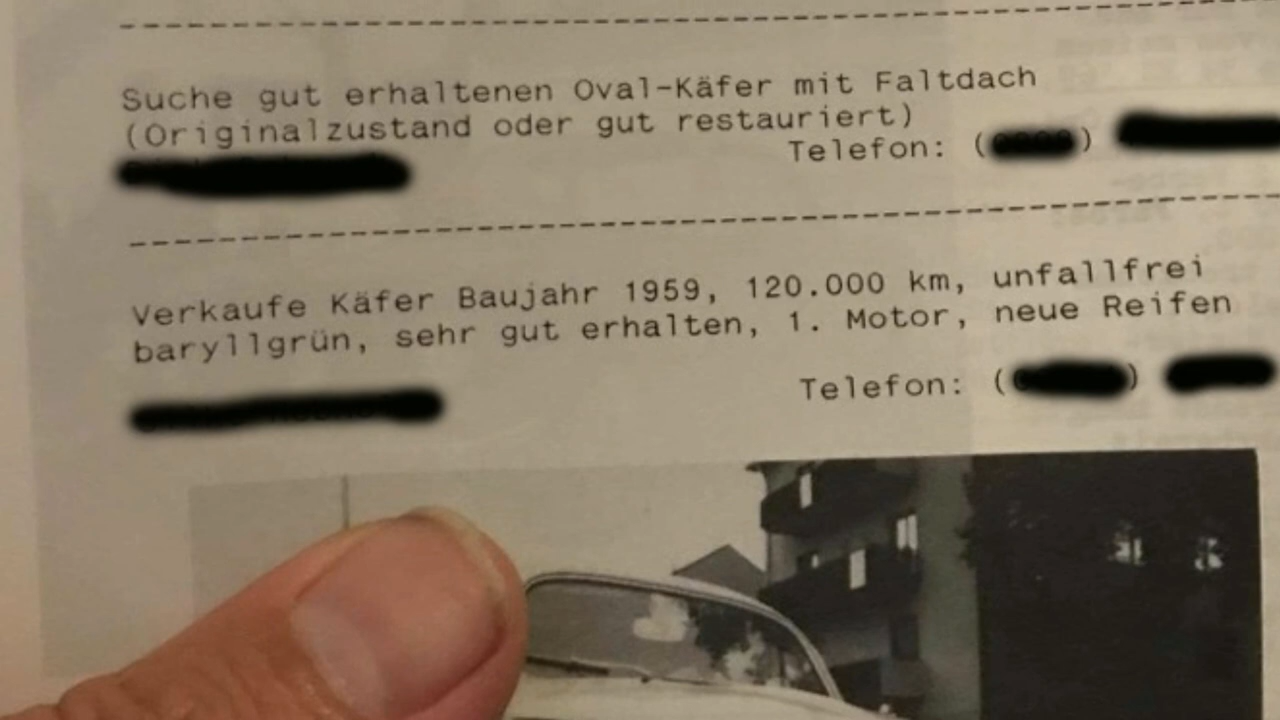 Suche gut erhaltenen Oval-Käfer mit Faltdach
(Originalzustand oder gut restauriert)
Telefon: ( )
Verkaufe Käfer Baujahr 1959, 120.000 km, unfallfrei
baryllgrün, sehr gut erhalten, 1. Motor, neue Reifen
Telefon: ( )